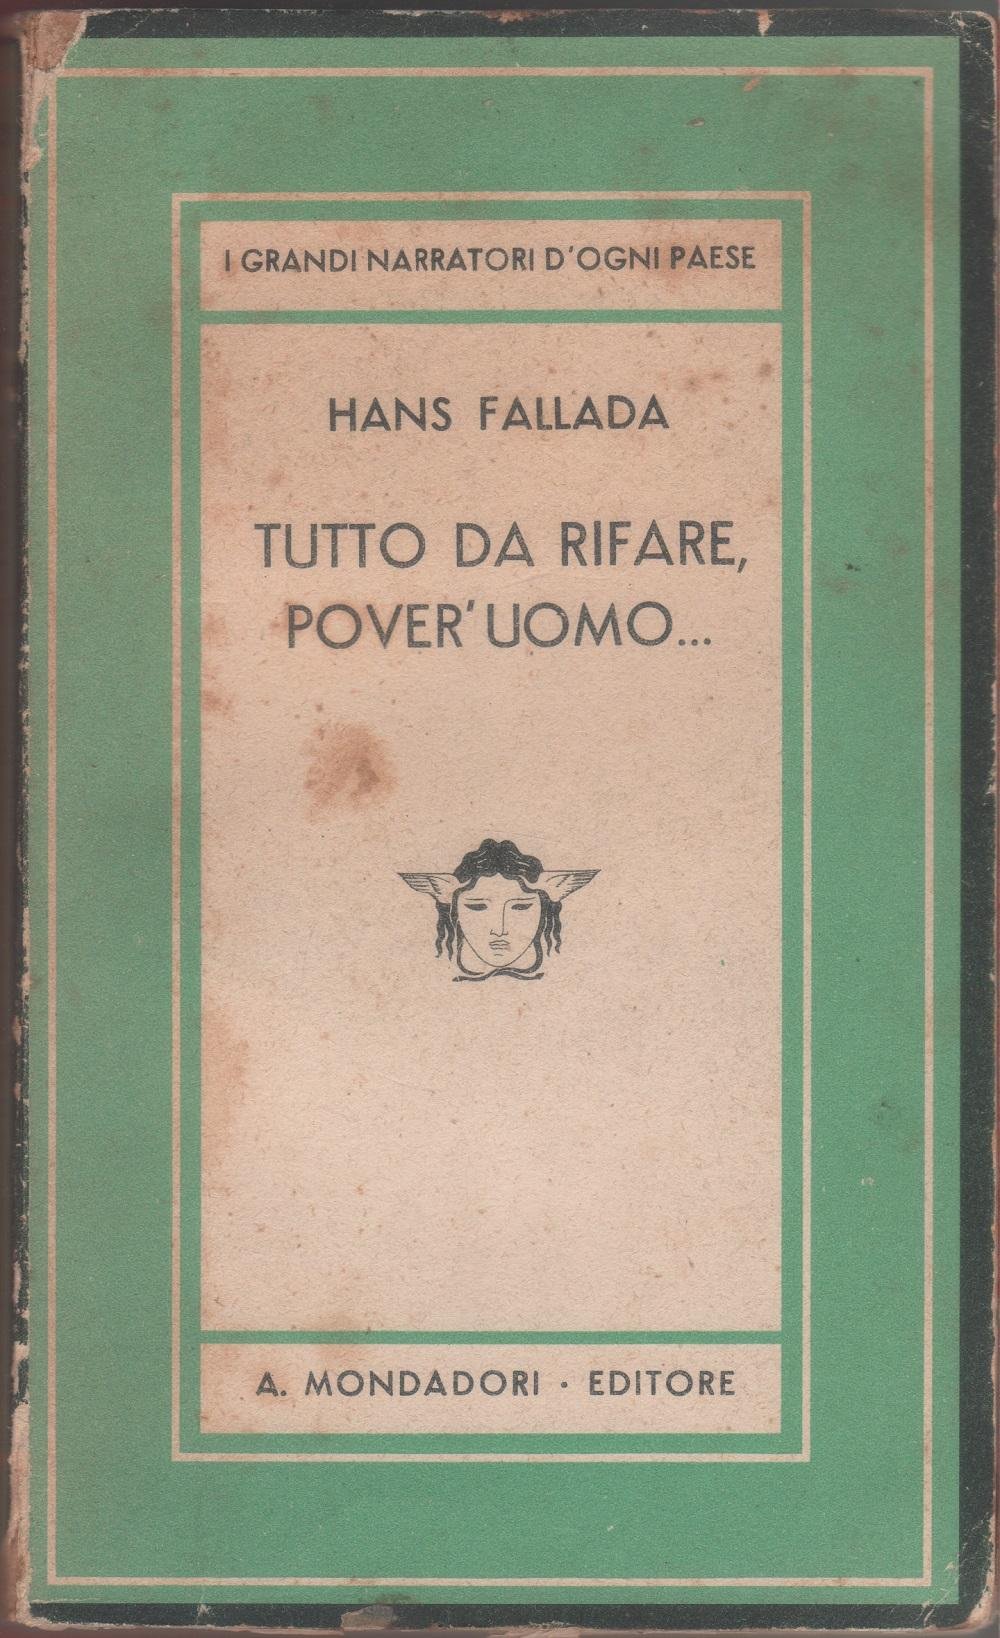 I GRANDI NARRATORI D'OGNI PAESE
HANS FALLADA
TUTTO DA RIFARE,
POVER'UOMO...
A. MONDADORI · EDITORE